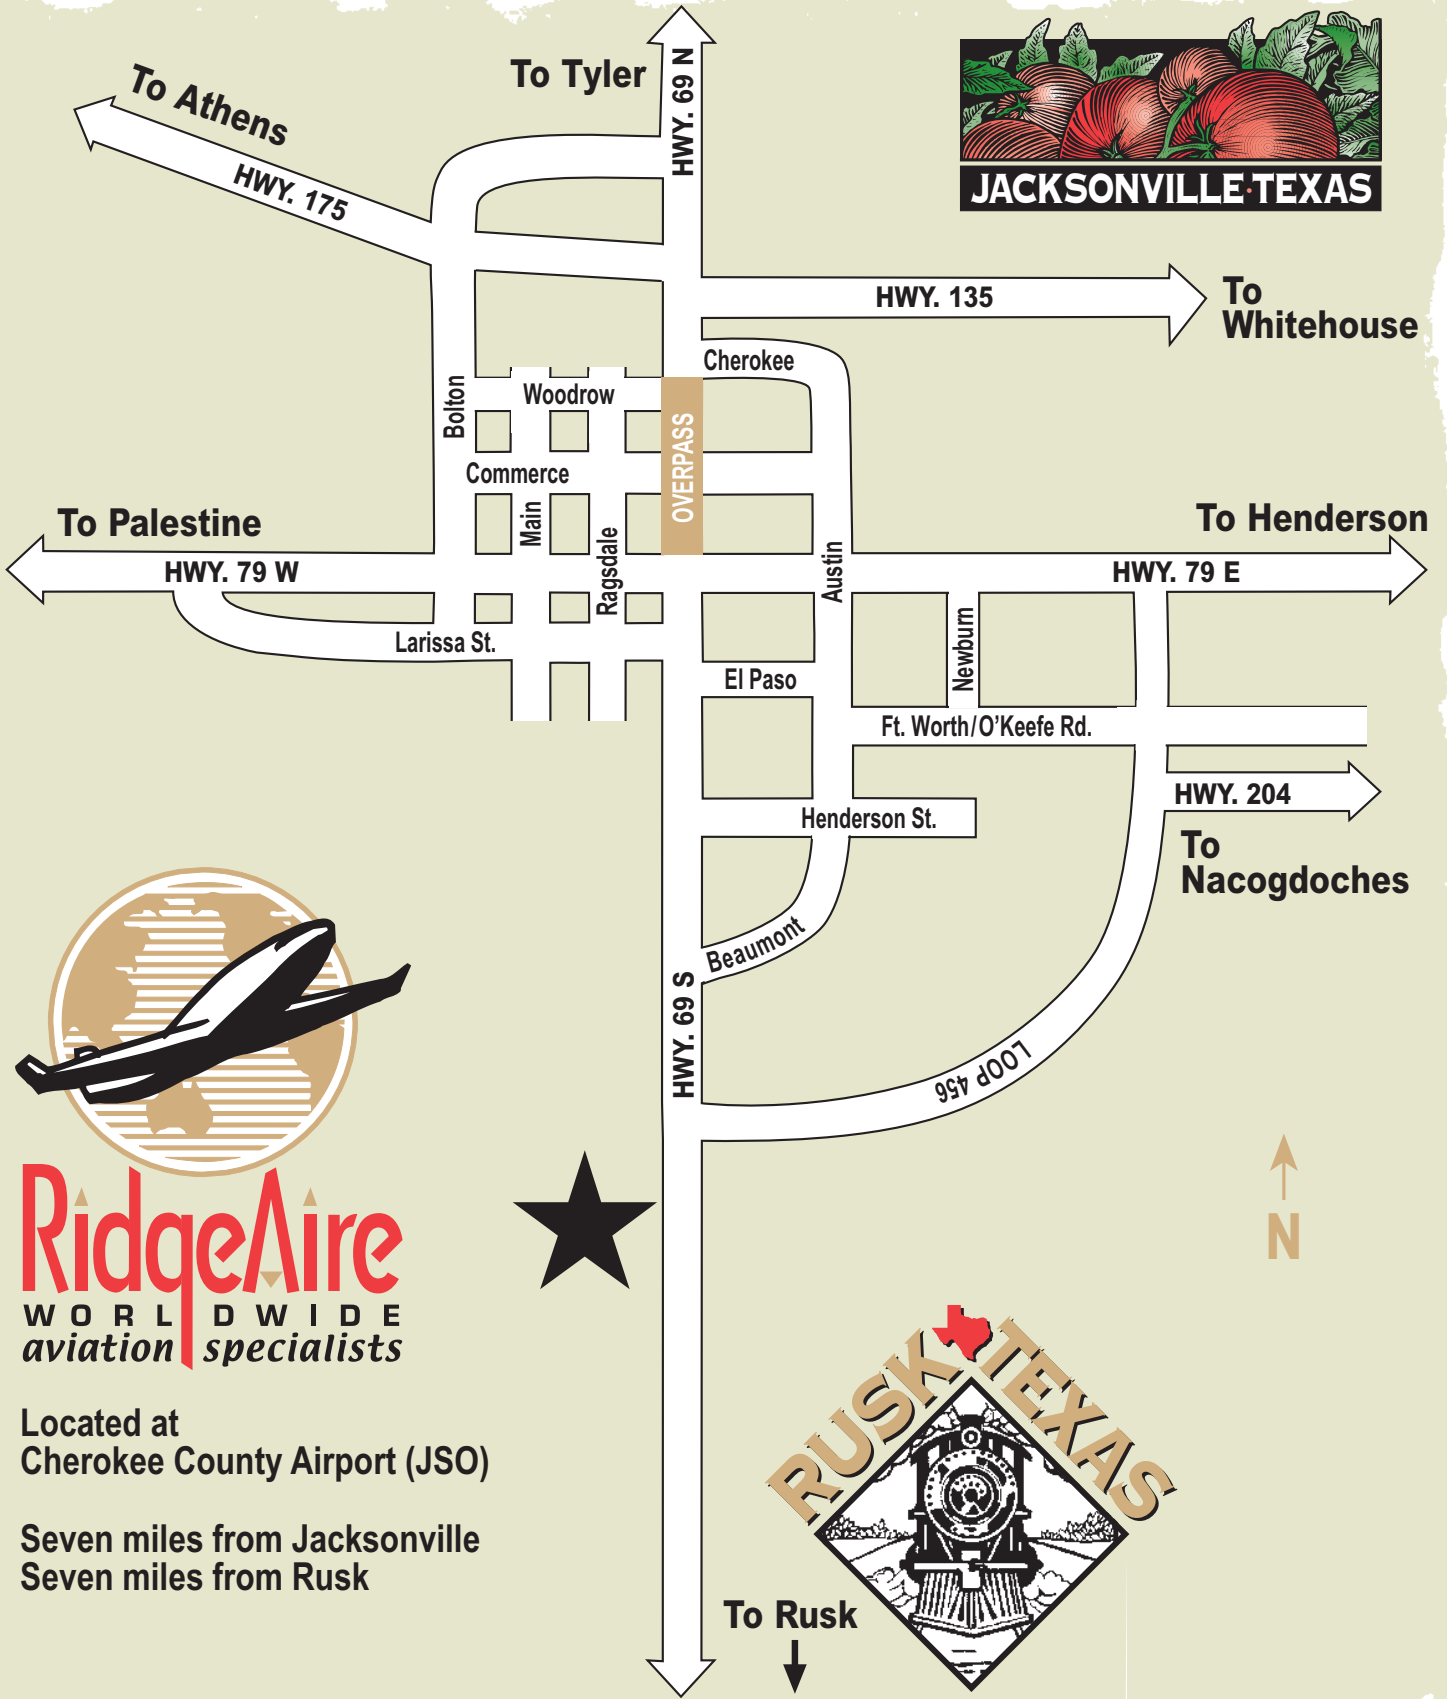 To Athens
To Tyler
HWY. 69 N
HWY. 175
JACKSONVILLE·TEXAS
HWY. 135
To
Whitehouse
Cherokee
Bolton
Woodrow
OVERPASS
Commerce
Main
Ragsdale
Austin
To Palestine
HWY. 79 W
To Henderson
HWY. 79 E
Larissa St.
Newburn
El Paso
Ft. Worth/O'Keefe Rd.
HWY. 204
To
Nacogdoches
Henderson St.
Beaumont
HWY. 69 S
LOOP 456
N
RidgeAire
WORLDWIDE
aviation specialists
Located at
Cherokee County Airport (JSO)
Seven miles from Jacksonville
Seven miles from Rusk
RUSK TEXAS
To Rusk